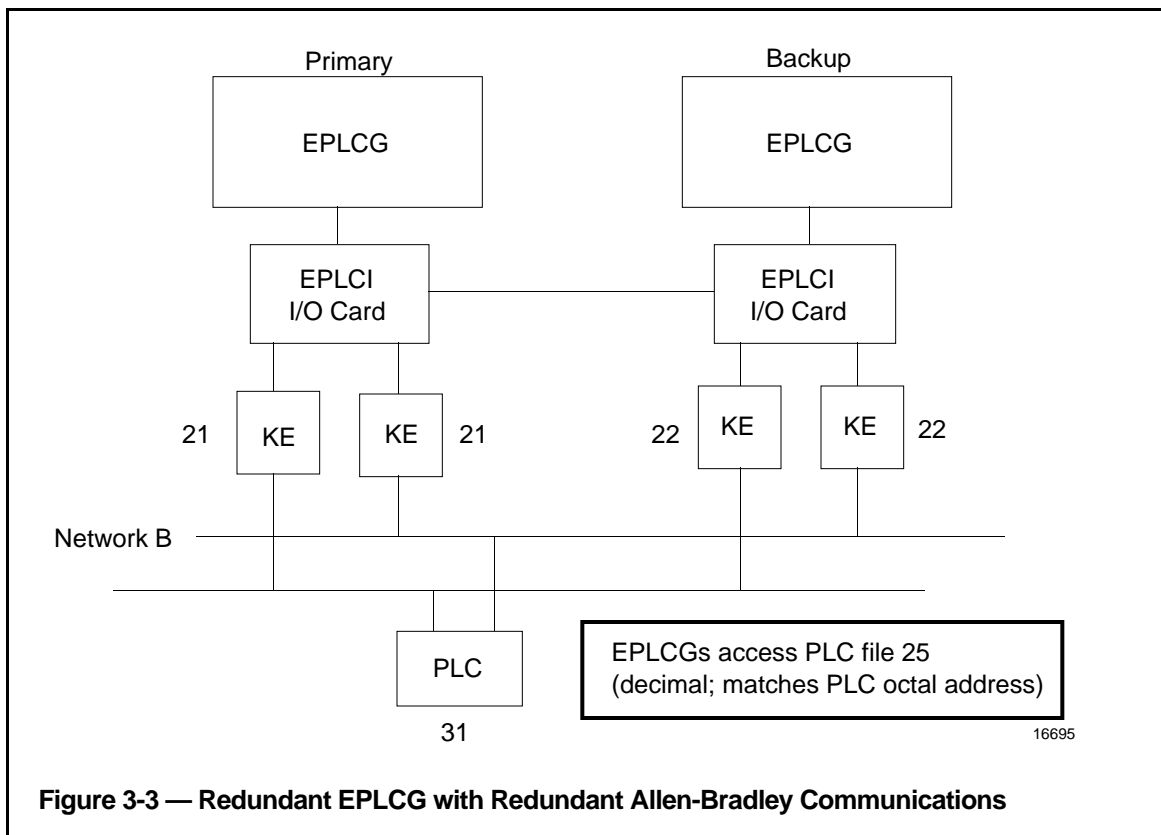 Primary
Backup
EPLCG
EPLCG
EPLCI
I/O Card
EPLCI
I/O Card
21
KE
KE
21
22
KE
KE
22
Network B
PLC
31
EPLCGs access PLC file 25
(decimal; matches PLC octal address)
16695
Figure 3-3 — Redundant EPLCG with Redundant Allen-Bradley Communications